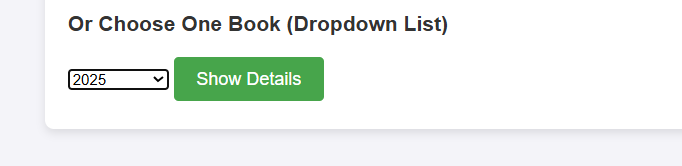 Or Choose One Book (Dropdown List)
2025 Show Details